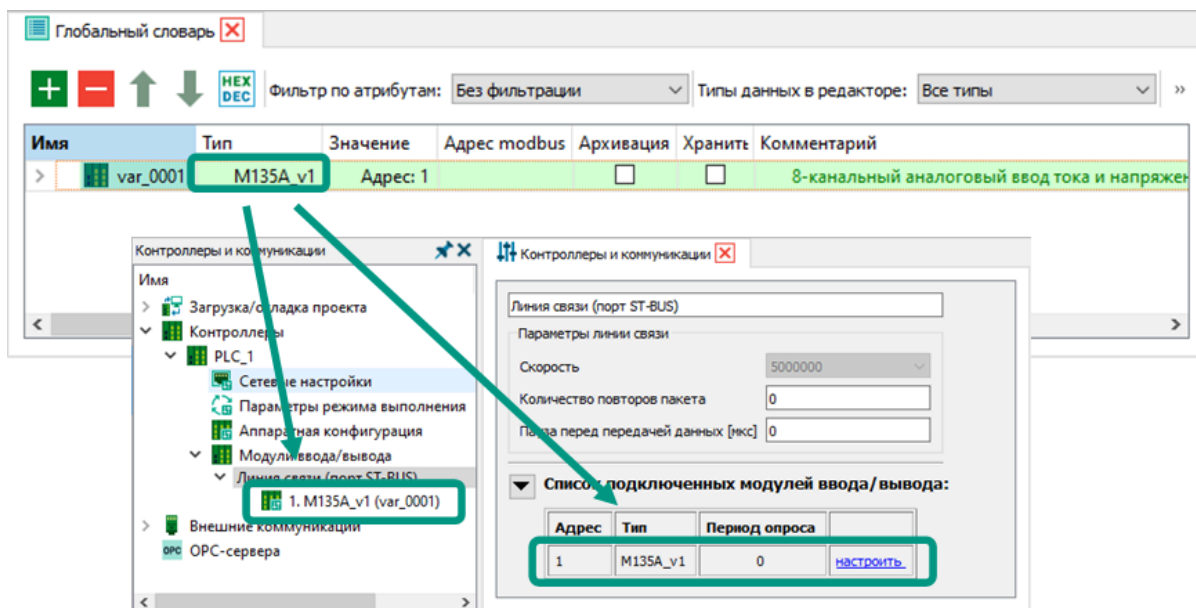 Глобальный словарь
HEX DEC Фильтр по атрибутам: Без фильтрации Типы данных в редакторе: Все типы »
Имя Тип Значение Адрес modbus Архивация Хранить Комментарий
var_0001 M135A_v1 Адрес: 1 8-канальный аналоговый ввод тока и напряжен
Контроллеры и коммуникации
Имя
Загрузка/отладка проекта
Контроллеры
PLC_1
Сетевые настройки
Параметры режима выполнения
Аппаратная конфигурация
Модули ввода/вывода
Линия связи (порт ST-BUS)
1. M135A_v1 (var_0001)
Внешние коммуникации
OPC OPC-сервера
Контроллеры и коммуникации
Линия связи (порт ST-BUS)
Параметры линии связи
Скорость 5000000
Количество повторов пакета 0
Пауза перед передачей данных [мкс] 0
Список подключенных модулей ввода/вывода:
Адрес Тип Период опроса
1 M135A_v1 0 настроить